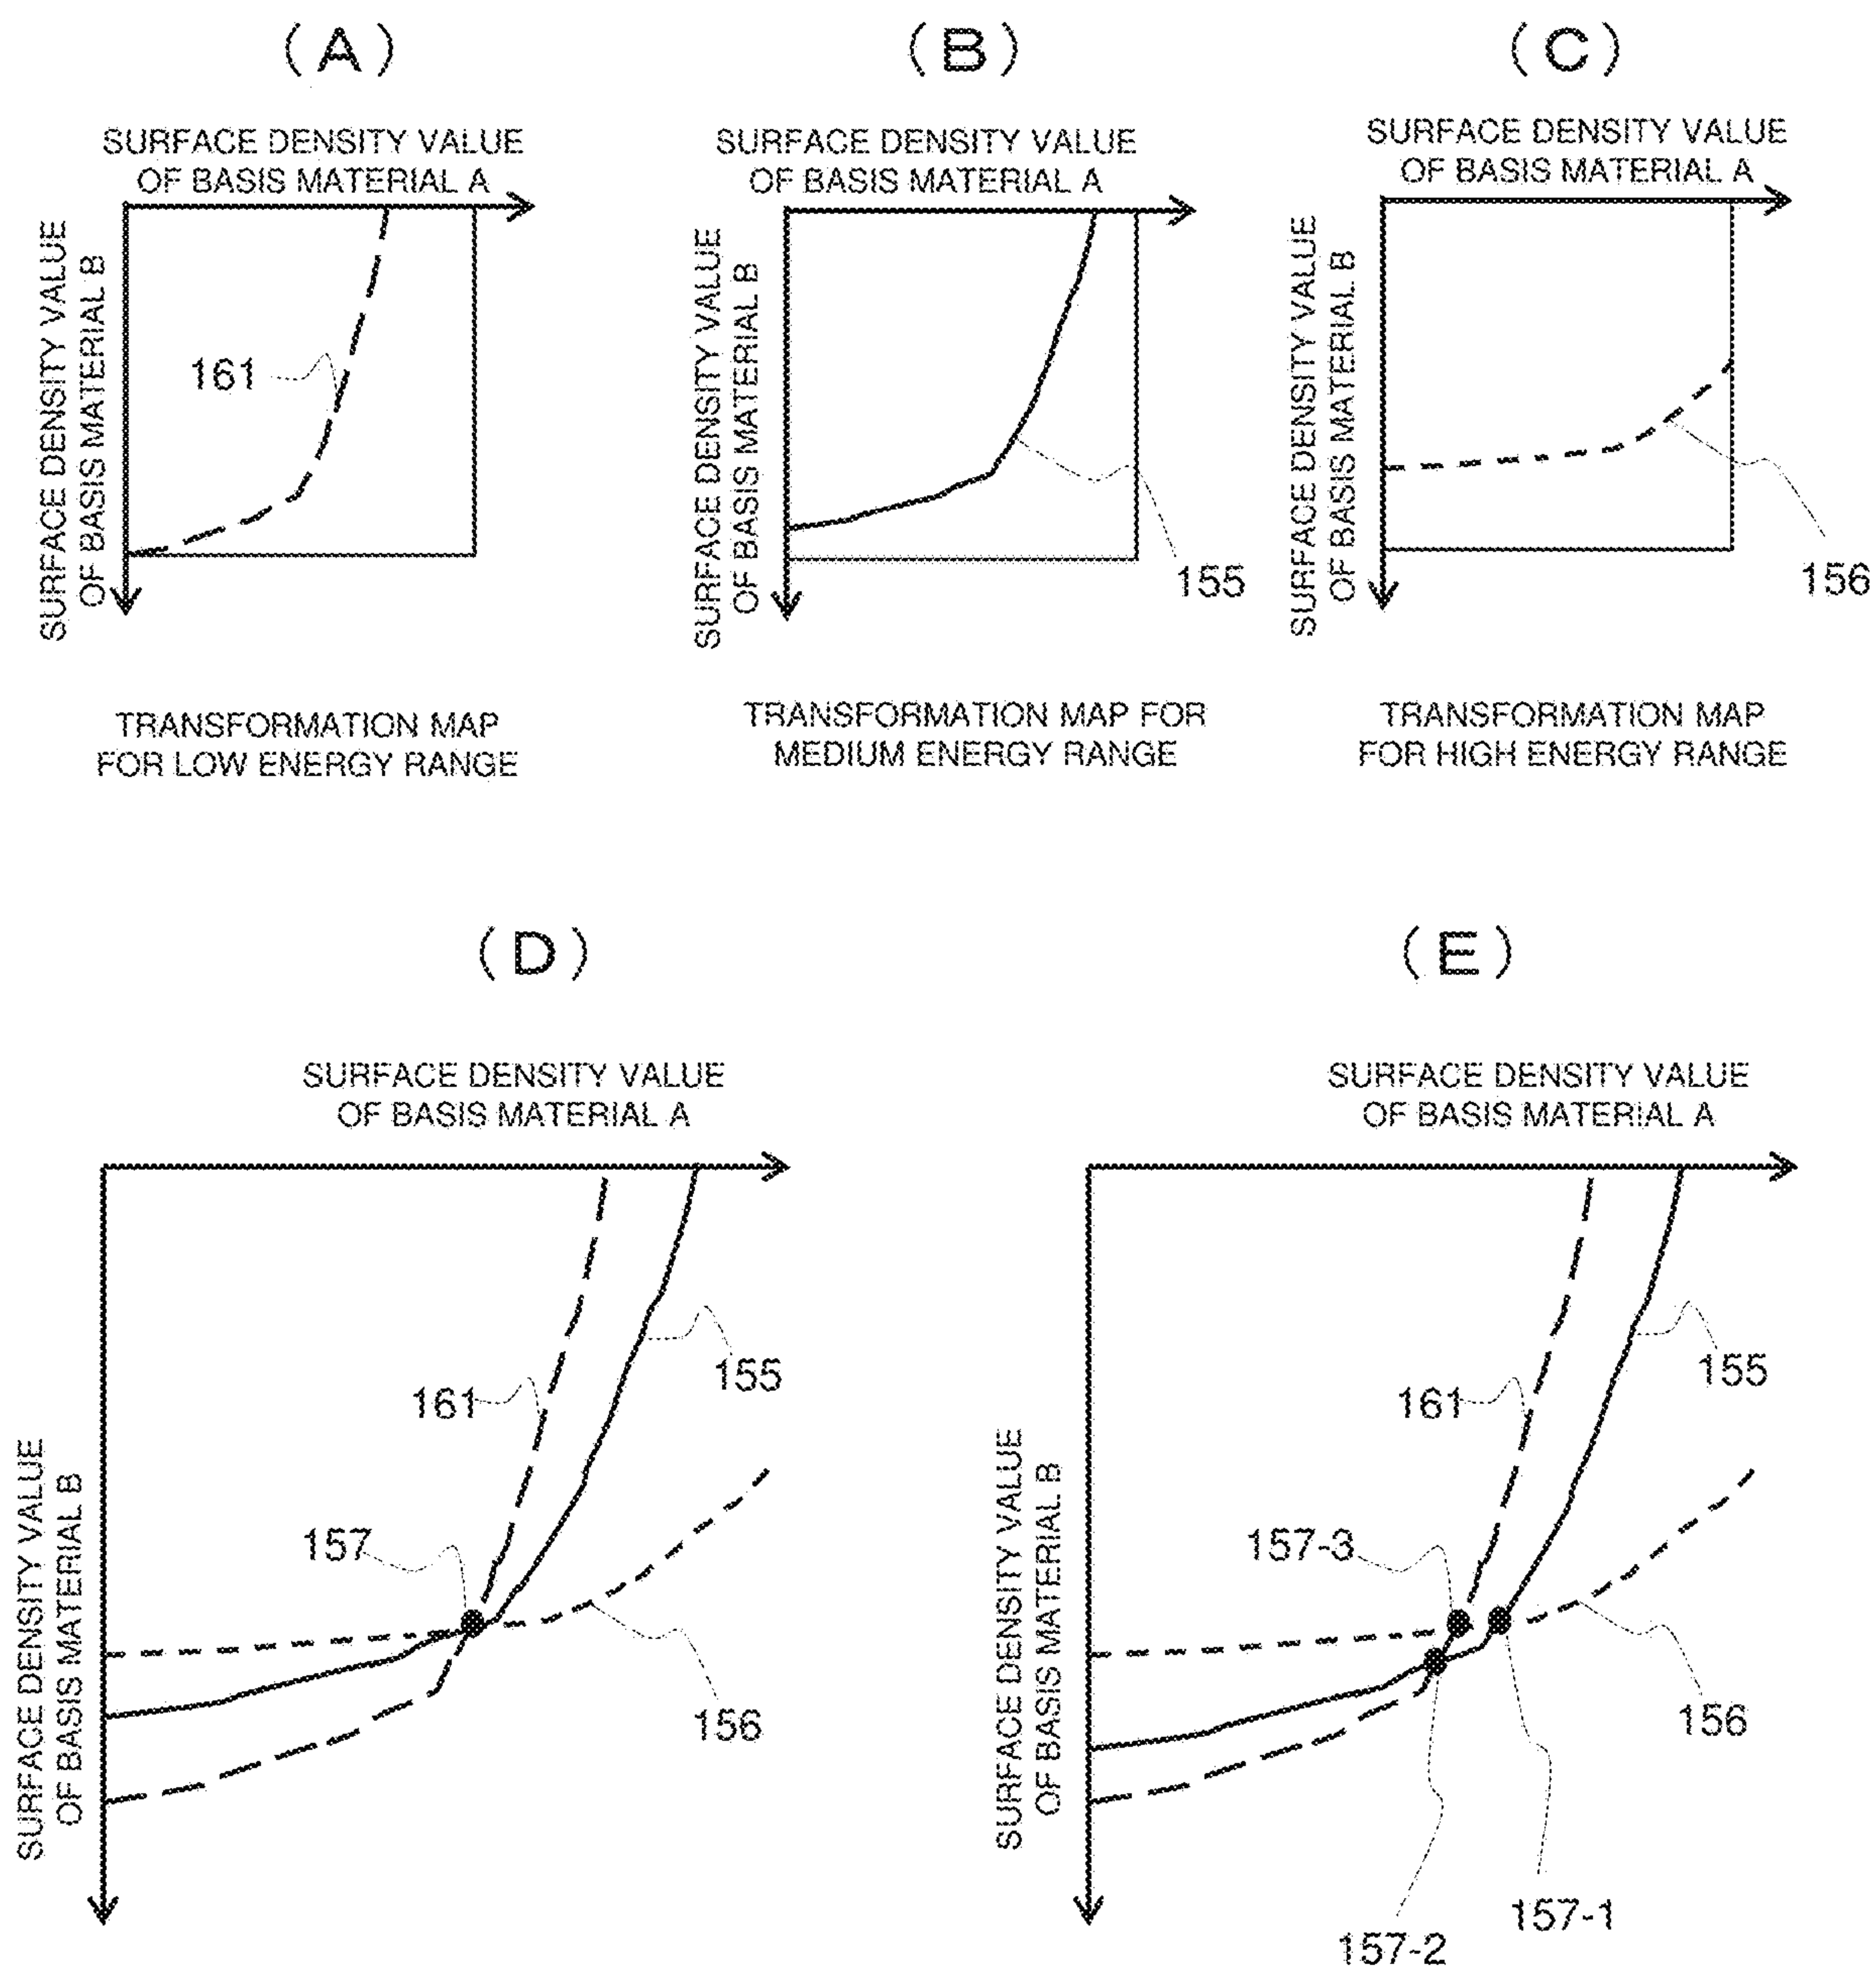 (A)
SURFACE DENSITY VALUE
OF BASIS MATERIAL A
SURFACE DENSITY VALUE
OF BASIS MATERIAL B
161
TRANSFORMATION MAP
FOR LOW ENERGY RANGE
(B)
SURFACE DENSITY VALUE
OF BASIS MATERIAL A
SURFACE DENSITY VALUE
OF BASIS MATERIAL B
155
TRANSFORMATION MAP FOR
MEDIUM ENERGY RANGE
(C)
SURFACE DENSITY VALUE
OF BASIS MATERIAL A
SURFACE DENSITY VALUE
OF BASIS MATERIAL B
156
TRANSFORMATION MAP
FOR HIGH ENERGY RANGE
(D)
SURFACE DENSITY VALUE
OF BASIS MATERIAL A
SURFACE DENSITY VALUE
OF BASIS MATERIAL B
155
161
157
156
(E)
SURFACE DENSITY VALUE
OF BASIS MATERIAL A
SURFACE DENSITY VALUE
OF BASIS MATERIAL B
155
161
157-3
156
157-1
157-2